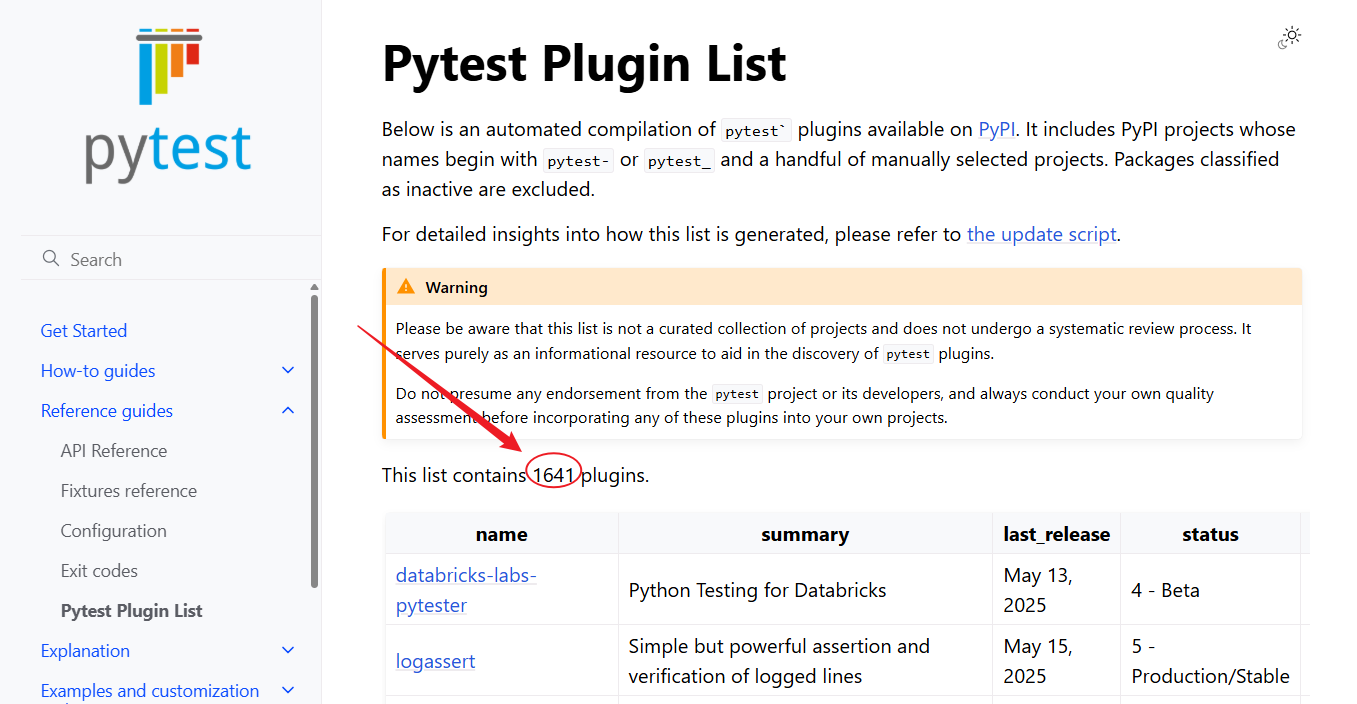 pytest
Search
Get Started
How-to guides
Reference guides
API Reference
Fixtures reference
Configuration
Exit codes
Pytest Plugin List
Explanation
Examples and customization
Pytest Plugin List
Below is an automated compilation of pytest` plugins available on PyPI. It includes PyPI projects whose
names begin with pytest- or pytest_ and a handful of manually selected projects. Packages classified
as inactive are excluded.
For detailed insights into how this list is generated, please refer to the update script.
Warning
Please be aware that this list is not a curated collection of projects and does not undergo a systematic review process. It
serves purely as an informational resource to aid in the discovery of pytest plugins.
Do not presume any endorsement from the pytest project or its developers, and always conduct your own quality
assessment before incorporating any of these plugins into your own projects.
This list contains 1641 plugins.
name summary last_release status
databricks-labs-
pytester
Python Testing for Databricks
May 13,
2025
4 - Beta
logassert
Simple but powerful assertion and
verification of logged lines
May 15,
2025
5 -
Production/Stable